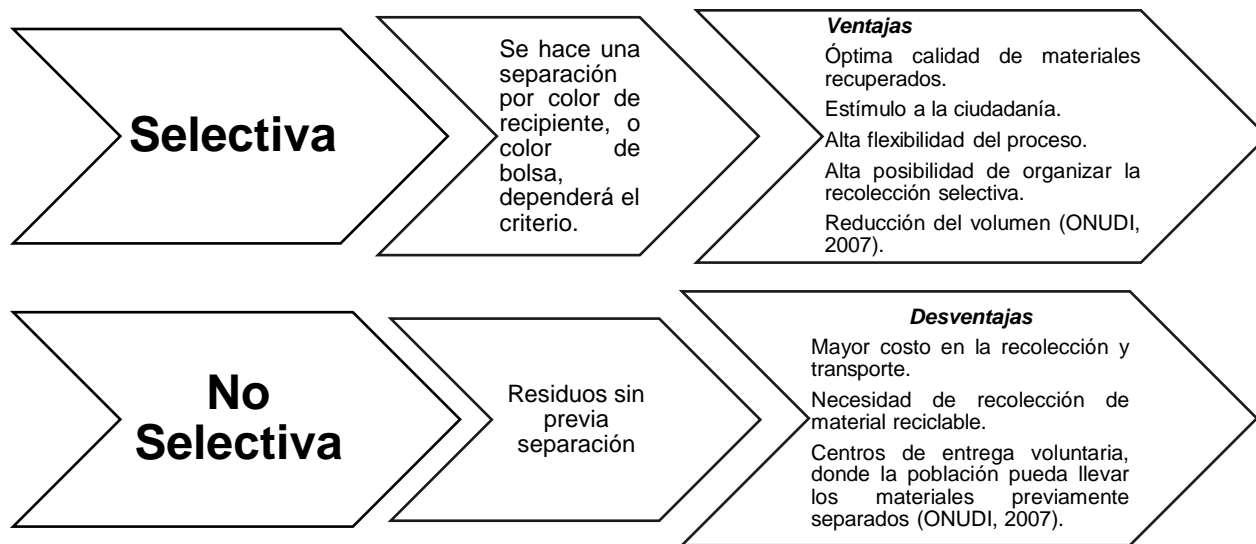 Selectiva
Se hace una
separación
por color de
recipiente, o
color de
bolsa,
dependerá el
criterio.
Ventajas
Óptima calidad de materiales
recuperados.
Estímulo a la ciudadanía.
Alta flexibilidad del proceso.
Alta posibilidad de organizar la
recolección selectiva.
Reducción del volumen (ONUDI,
2007).
No
Selectiva
Residuos sin
previa
separación
Desventajas
Mayor costo en la recolección y
transporte.
Necesidad de recolección de
material reciclable.
Centros de entrega voluntaria,
donde la población pueda llevar
los materiales previamente
separados (ONUDI, 2007).